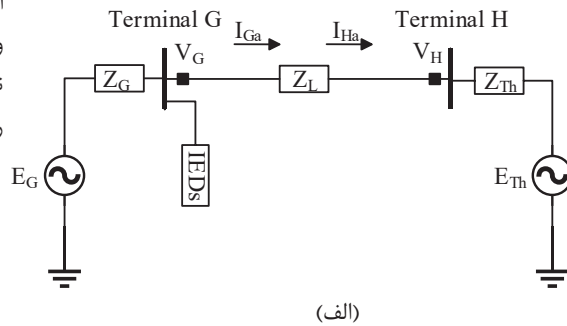 Terminal G
Terminal H
I_Ga
I_Ha
V_G
V_H
Z_G
Z_L
Z_Th
IEDs
E_G
E_Th
(الف)